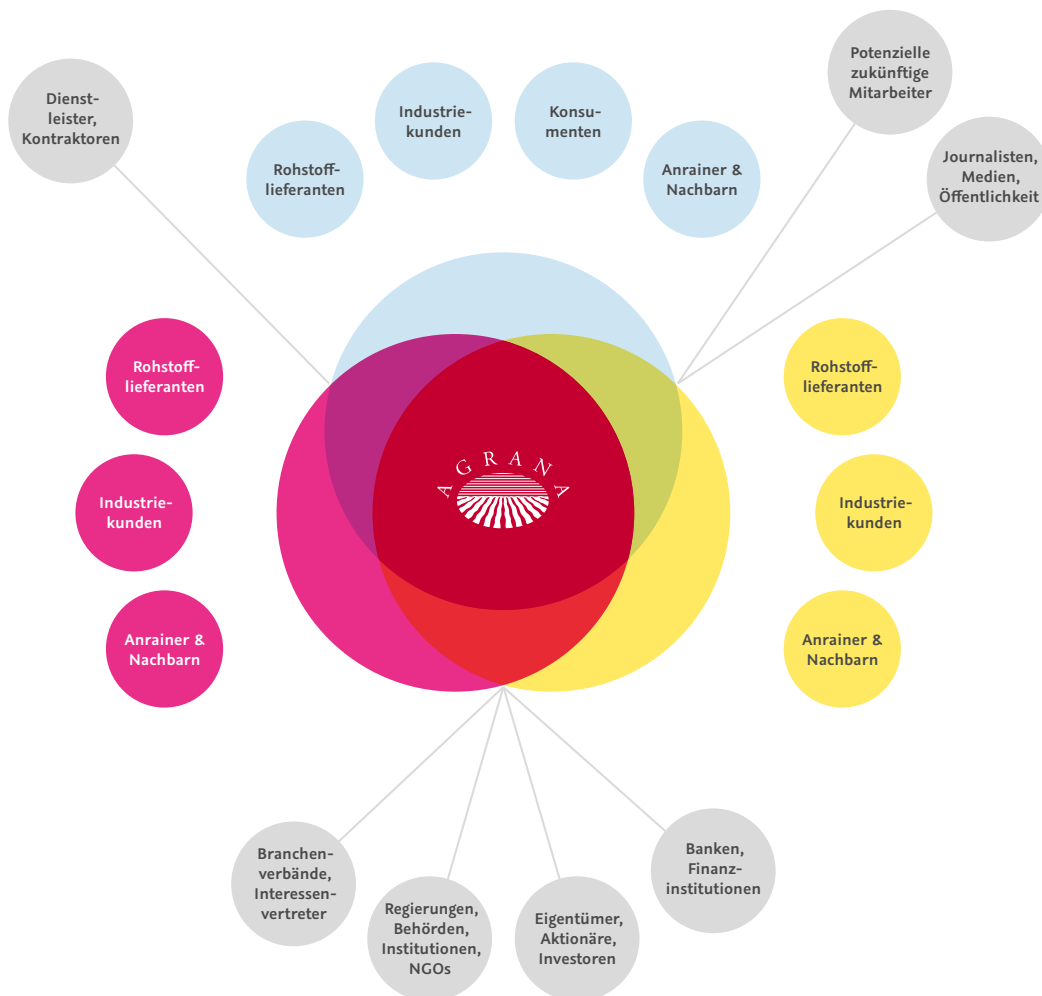 Dienst-
leister,
Kontraktoren
Rohstoff-
lieferanten
Industrie-
kunden
Konsu-
menten
Anrainer &
Nachbarn
Potenzielle
zukünftige
Mitarbeiter
Journalisten,
Medien,
Öffentlichkeit
Rohstoff-
lieferanten
Industrie-
kunden
Anrainer &
Nachbarn
AGRANA
Rohstoff-
lieferanten
Industrie-
kunden
Anrainer &
Nachbarn
Branchen-
verbände,
Interessen-
vertreter
Regierungen,
Behörden,
Institutionen,
NGOs
Eigentümer,
Aktionäre,
Investoren
Banken,
Finanz-
institutionen